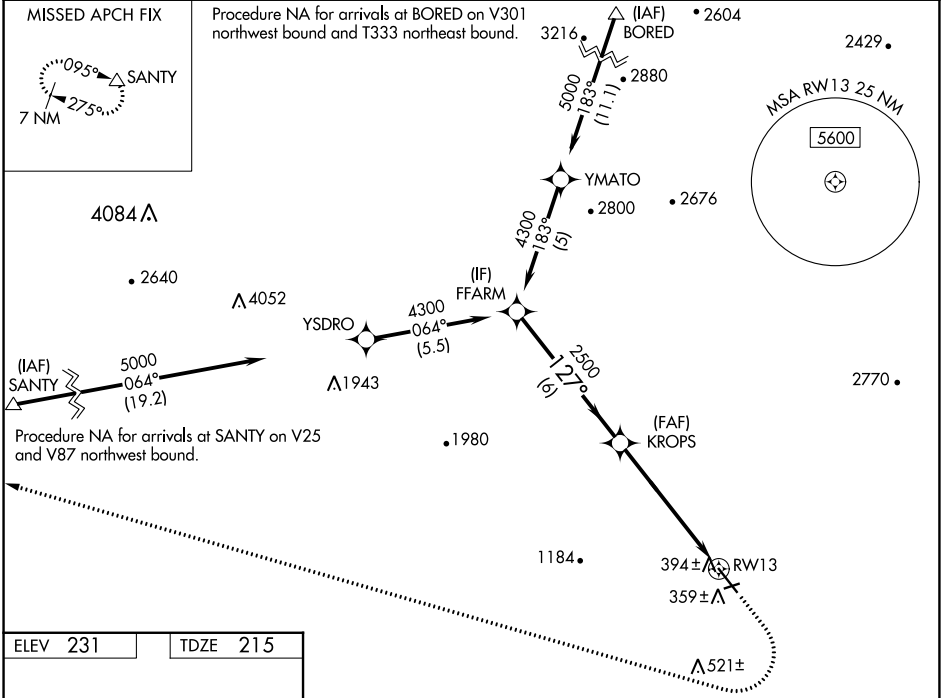 MISSED APCH FIX
095°
SANTY
275°
7 NM
Procedure NA for arrivals at BORED on V301
northwest bound and T333 northeast bound.
(IAF)
BORED
2604
3216
2429
2880
5000
183°
(11.1)
MSA RW13 25 NM
5600
YMATO
2676
2800
4084
4300
183°
(5)
2640
(IF)
FFARM
4052
YSDRO
4300
064°
(5.5)
(IAF)
SANTY
5000
064°
(19.2)
1943
2500
127°
(6)
2770
Procedure NA for arrivals at SANTY on V25
and V87 northwest bound.
1980
(FAF)
KROPS
1184
394±
RW13
359±
521±
ELEV 231
TDZE 215